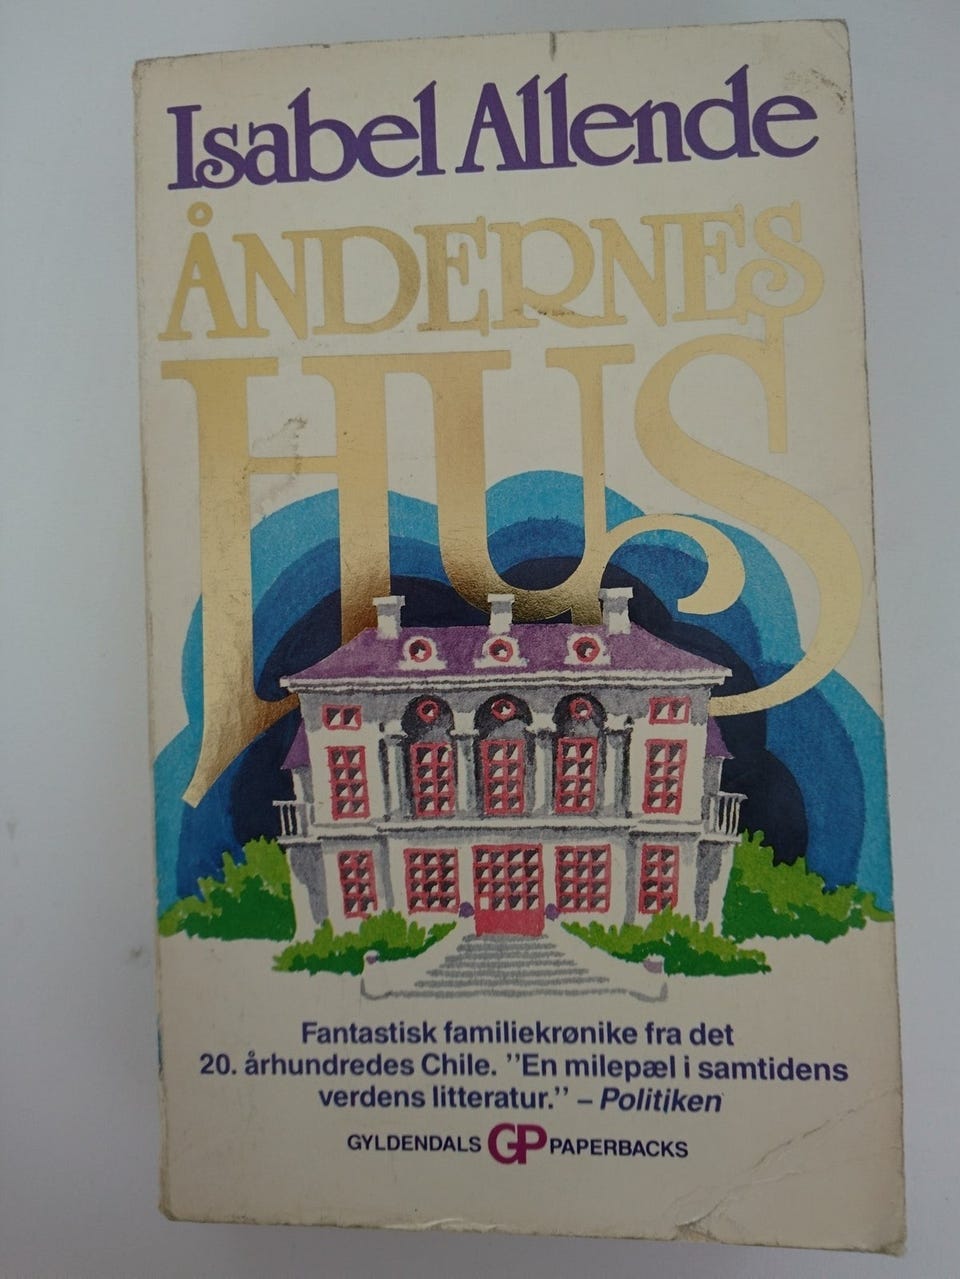 Isabel Allende
ÅNDERNES
HUS
Fantastisk familiekrønike fra det
20. århundredes Chile. ”En milepæl i samtidens
verdens litteratur.” – Politiken
GYLDENDALS GP PAPERBACKS